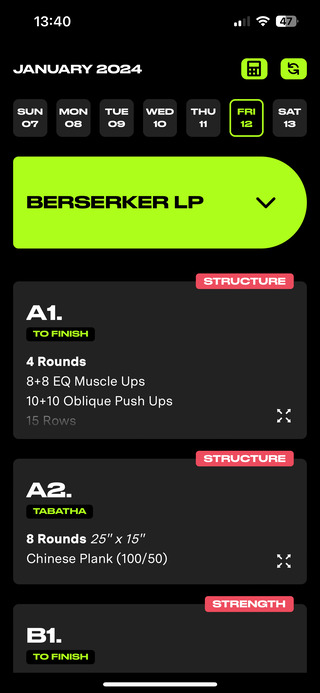 13:40
47
JANUARY 2024
SUN MON TUE WED THU FRI SAT
07 08 09 10 11 12 13
BERSERKER LP
STRUCTURE
A1.
TO FINISH
4 Rounds
8+8 EQ Muscle Ups
10+10 Oblique Push Ups
15 Rows
STRUCTURE
A2.
TABATHA
8 Rounds 25" x 15"
Chinese Plank (100/50)
STRENGTH
B1.
TO FINISH